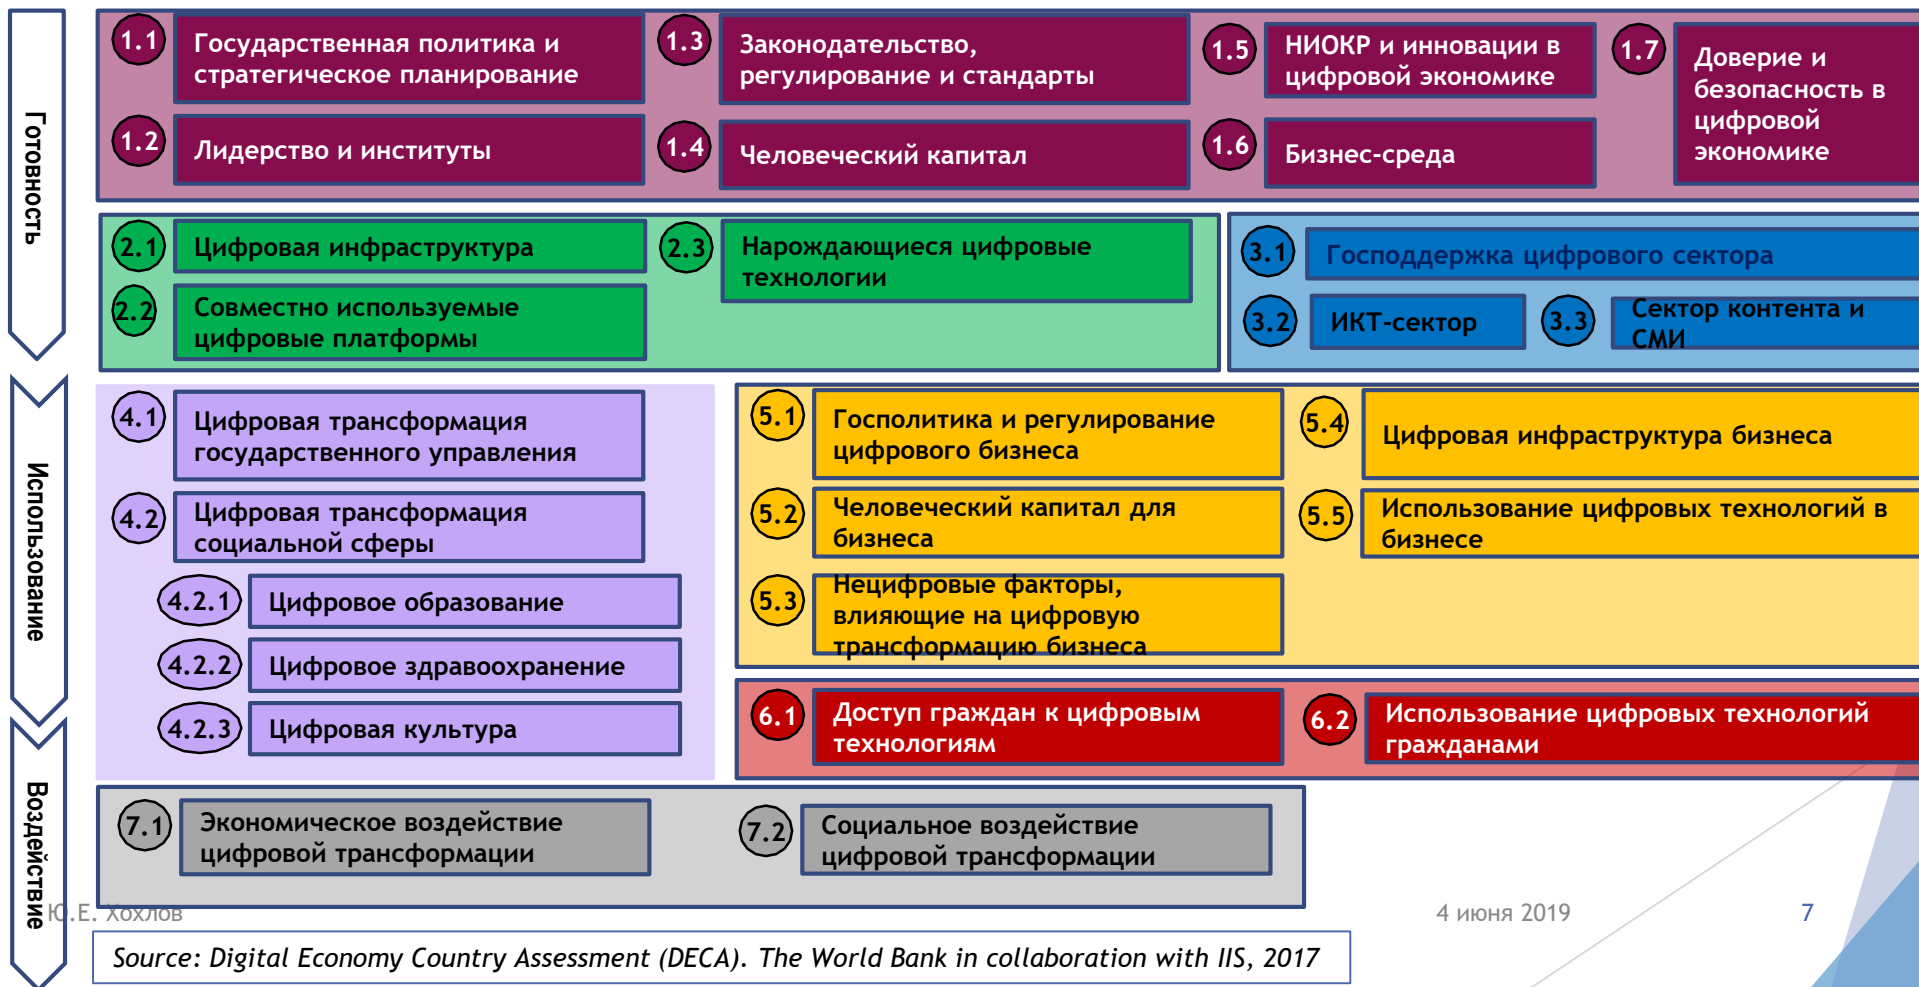 Готовность
1.1
Государственная политика и
стратегическое планирование
1.2
Лидерство и институты
1.3
Законодательство,
регулирование и стандарты
1.4
Человеческий капитал
1.5
НИОКР и инновации в
цифровой экономике
1.6
Бизнес-среда
1.7
Доверие и
безопасность в
цифровой
экономике
2.1
Цифровая инфраструктура
2.2
Совместно используемые
цифровые платформы
2.3
Нарождающиеся цифровые
технологии
3.1
Господдержка цифрового сектора
3.2
ИКТ-сектор
3.3
Сектор контента и
СМИ
Использование
4.1
Цифровая трансформация
государственного управления
4.2
Цифровая трансформация
социальной сферы
4.2.1
Цифровое образование
4.2.2
Цифровое здравоохранение
4.2.3
Цифровая культура
5.1
Госполитика и регулирование
цифрового бизнеса
5.2
Человеческий капитал для
бизнеса
5.3
Нецифровые факторы,
влияющие на цифровую
трансформацию бизнеса
5.4
Цифровая инфраструктура бизнеса
5.5
Использование цифровых технологий в
бизнесе
6.1
Доступ граждан к цифровым
технологиям
6.2
Использование цифровых технологий
гражданами
Воздействие
7.1
Экономическое воздействие
цифровой трансформации
7.2
Социальное воздействие
цифровой трансформации
Ю.Е. Хохлов
4 июня 2019
7
Source: Digital Economy Country Assessment (DECA). The World Bank in collaboration with IIS, 2017